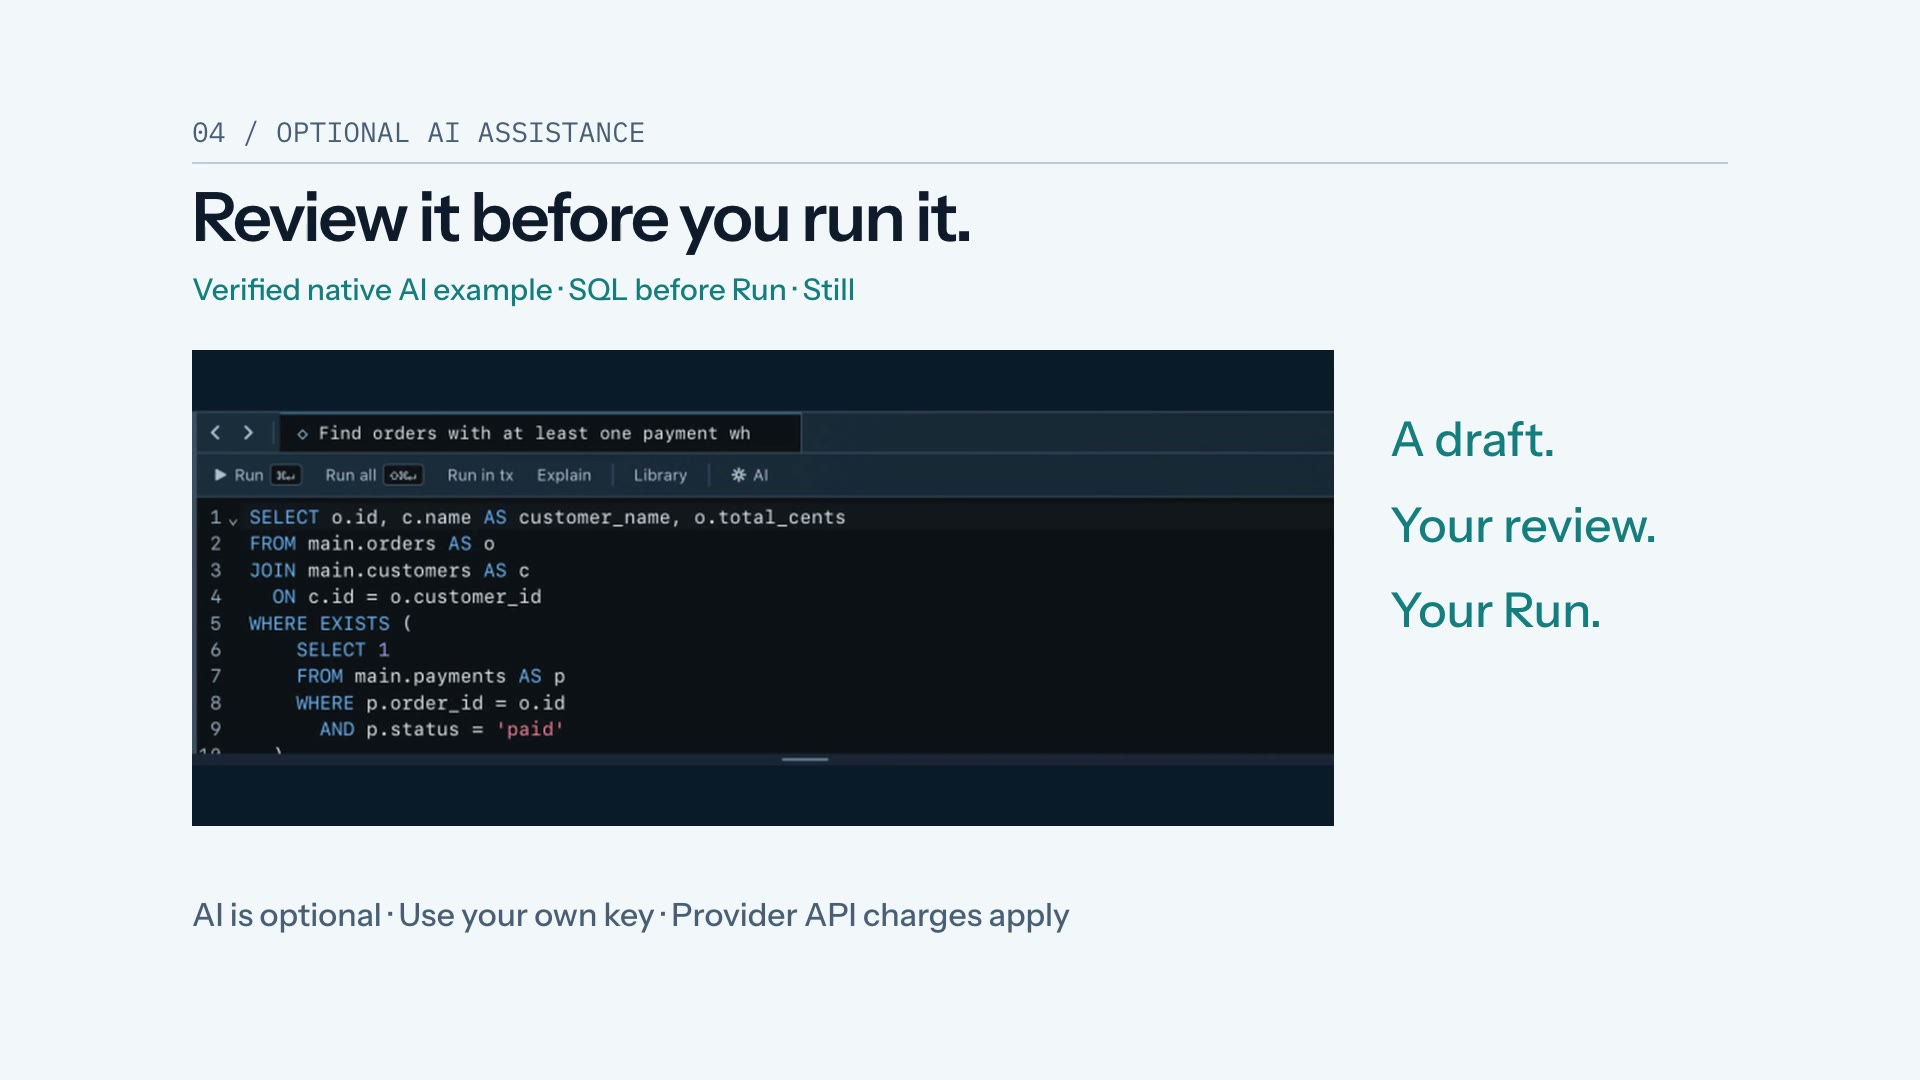 04 / OPTIONAL AI ASSISTANCE
Review it before you run it.
Verified native AI example · SQL before Run · Still
◇ Find orders with at least one payment wh
Run ⌘↵ Run all ⇧⌘↵ Run in tx Explain Library AI
1 SELECT o.id, c.name AS customer_name, o.total_cents
2 FROM main.orders AS o
3 JOIN main.customers AS c
4 ON c.id = o.customer_id
5 WHERE EXISTS (
6 SELECT 1
7 FROM main.payments AS p
8 WHERE p.order_id = o.id
9 AND p.status = 'paid'
10 )
A draft.
Your review.
Your Run.
AI is optional · Use your own key · Provider API charges apply